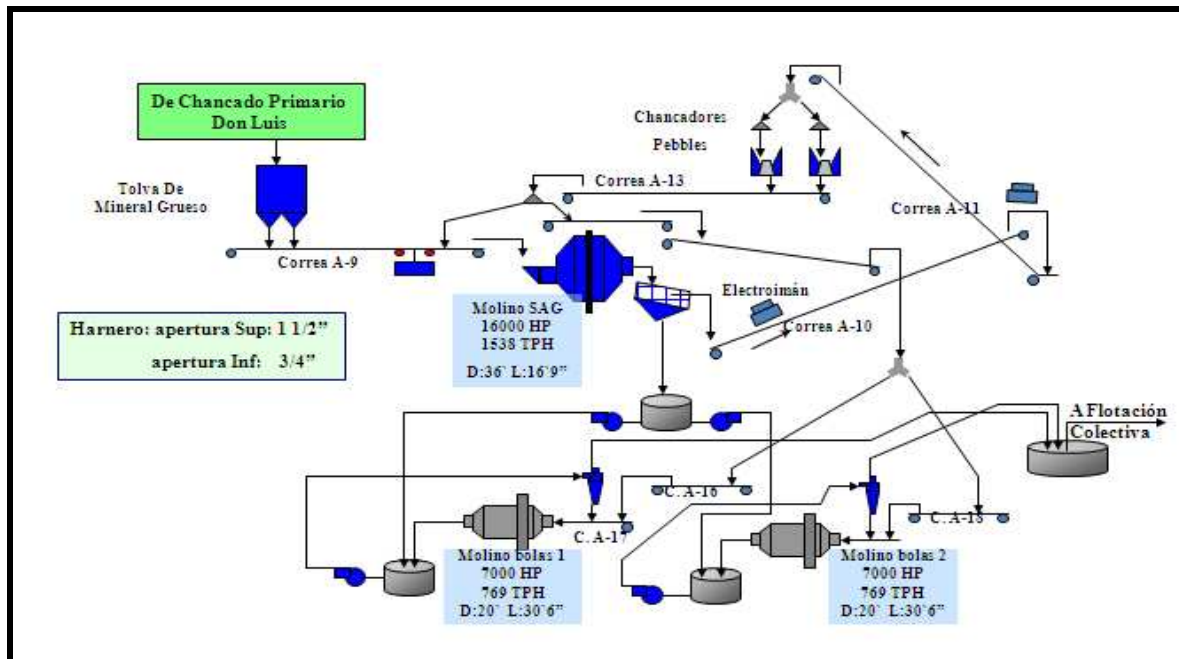 De Chancado Primario
Don Luis
Chancadores
Pebbles
Tolva De
Mineral Grueso
Correa A-13
Correa A-11
Correa A-9
Electroimán
Correa A-10
Molino SAG
16000 HP
1538 TPH
D:36` L:16`9”
Harnero: apertura Sup: 1 1/2”
apertura Inf: 3/4”
A Flotación
Colectiva
C. A-16
C. A-18
C. A-17
Molino bolas 1
7000 HP
769 TPH
D:20` L:30`6”
Molino bolas 2
7000 HP
769 TPH
D:20` L:30`6”